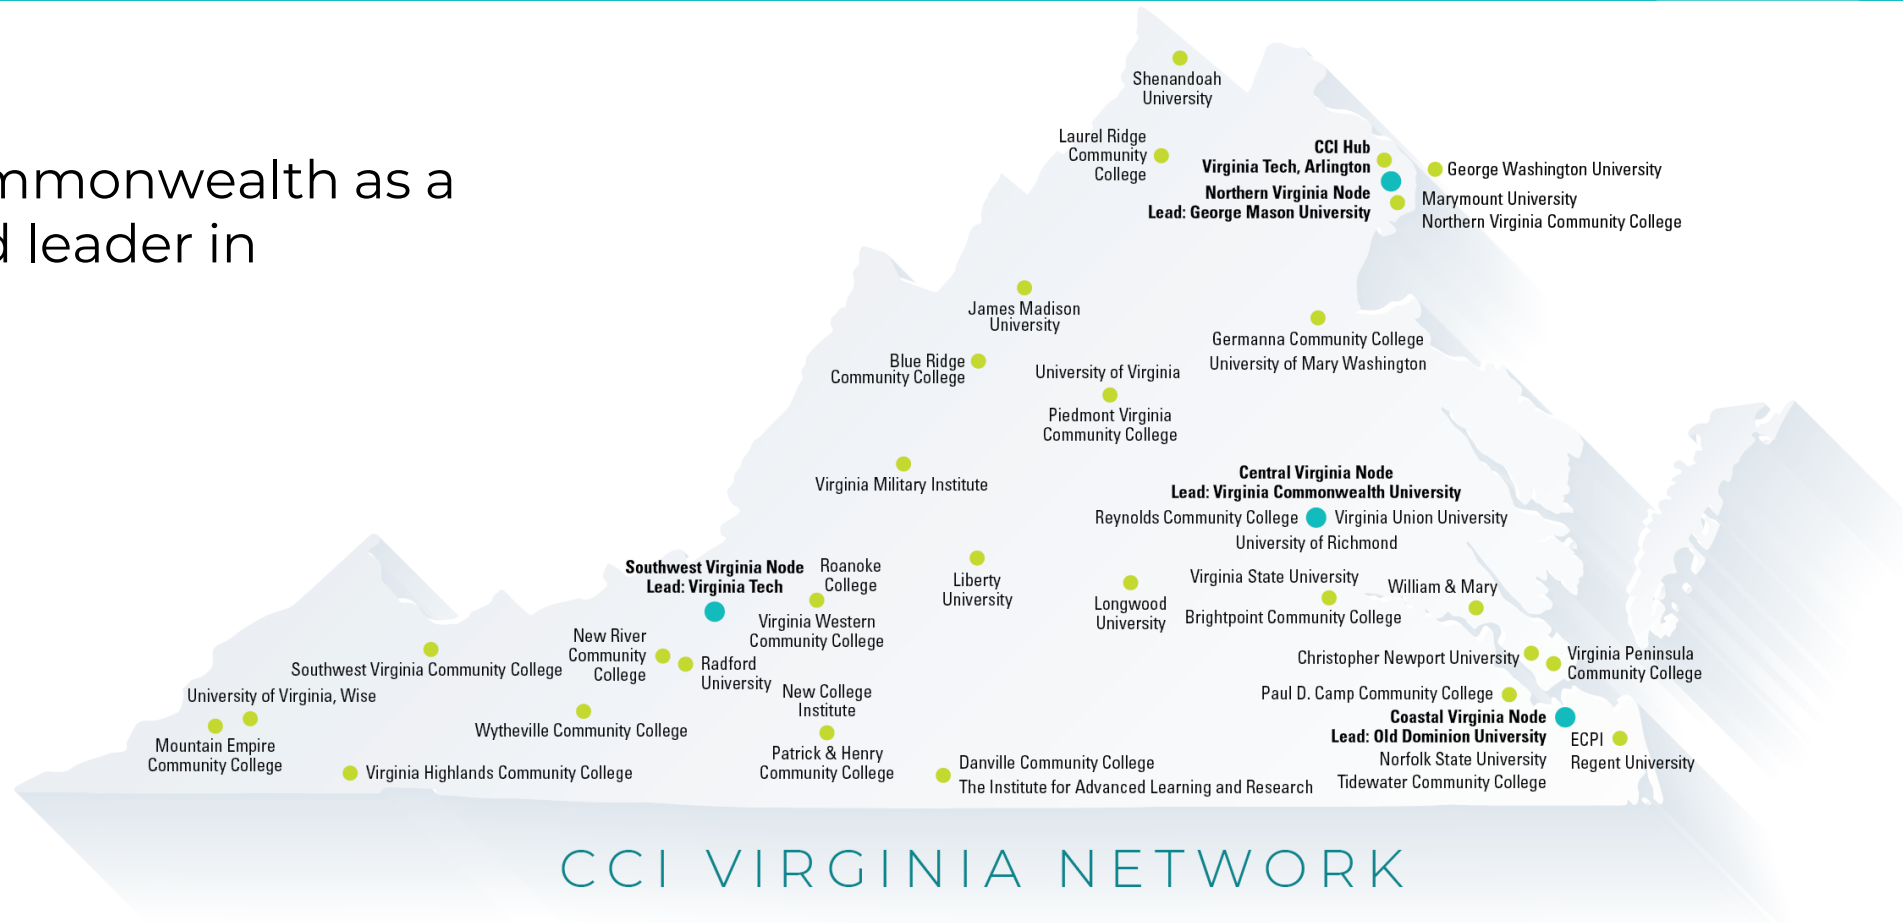 mmonwealth as a
d leader in
Shenandoah
University
Laurel Ridge
Community
College
CCI Hub
Virginia Tech, Arlington
Northern Virginia Node
Lead: George Mason University
George Washington University
Marymount University
Northern Virginia Community College
James Madison
University
Blue Ridge
Community College
Germanna Community College
University of Mary Washington
University of Virginia
Piedmont Virginia
Community College
Virginia Military Institute
Central Virginia Node
Lead: Virginia Commonwealth University
Reynolds Community College
Virginia Union University
University of Richmond
Southwest Virginia Node
Lead: Virginia Tech
Roanoke
College
Virginia Western
Community College
Liberty
University
Longwood
University
Virginia State University
Brightpoint Community College
William & Mary
New River
Community
College
Radford
University
Southwest Virginia Community College
University of Virginia, Wise
Mountain Empire
Community College
Virginia Highlands Community College
Wytheville Community College
New College
Institute
Patrick & Henry
Community College
Danville Community College
The Institute for Advanced Learning and Research
Christopher Newport University
Virginia Peninsula
Community College
Paul D. Camp Community College
Coastal Virginia Node
Lead: Old Dominion University
Norfolk State University
Tidewater Community College
ECPI
Regent University
CCI VIRGINIA NETWORK